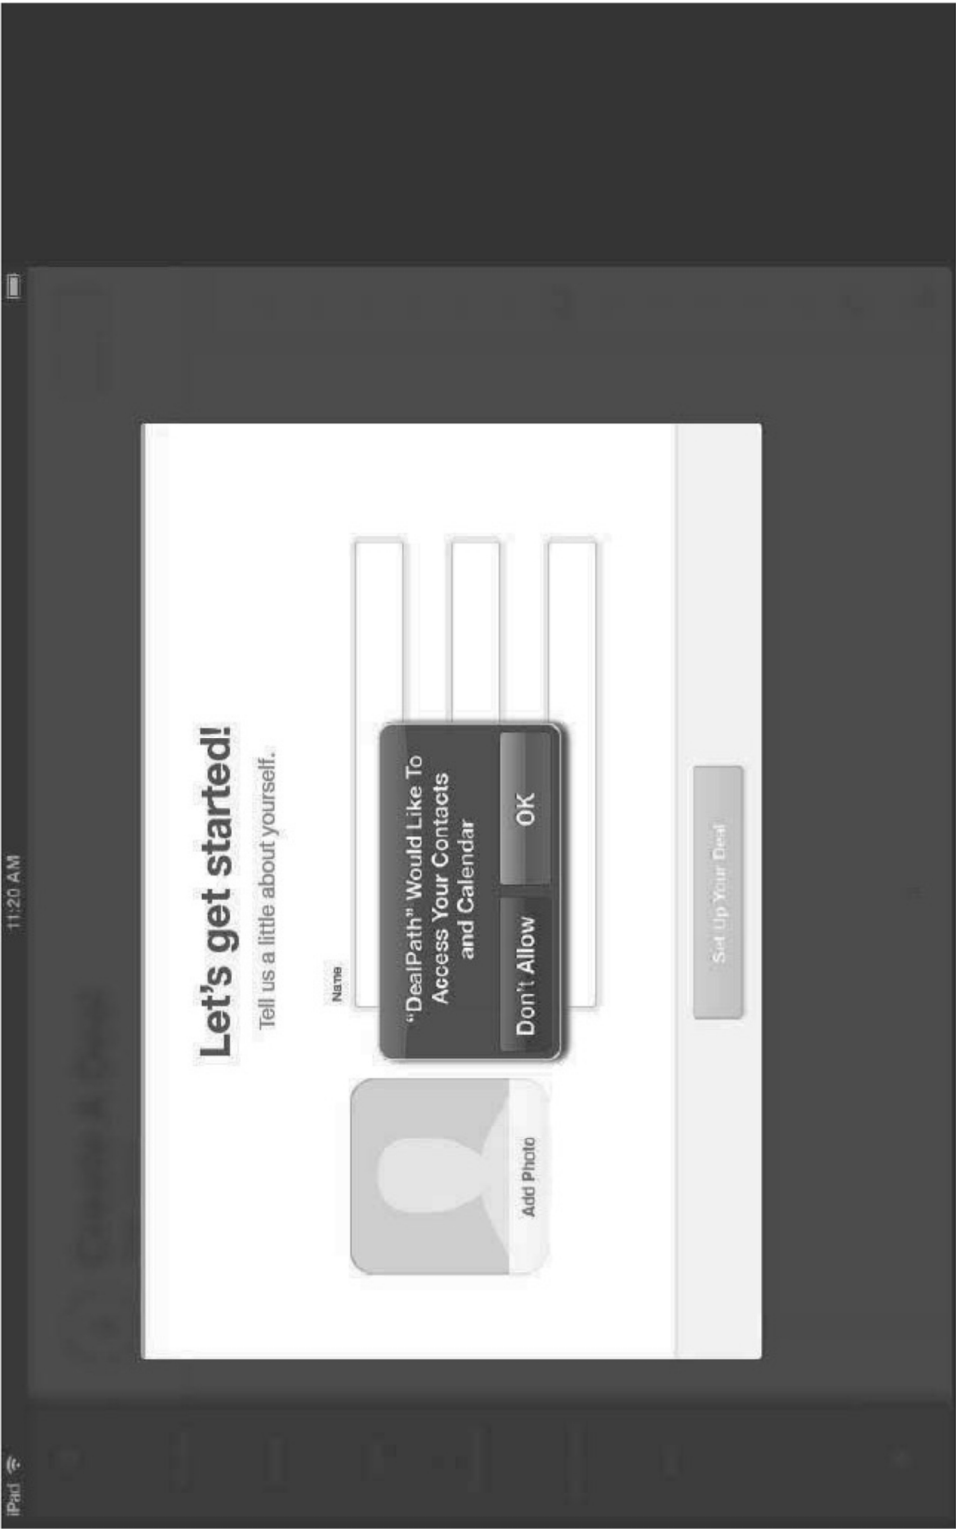 iPad
11:20 AM
Let's get started!
Tell us a little about yourself.
Name
Add Photo
"DealPath" Would Like To
Access Your Contacts
and Calendar
Don't Allow
OK
Set Up Your Deal